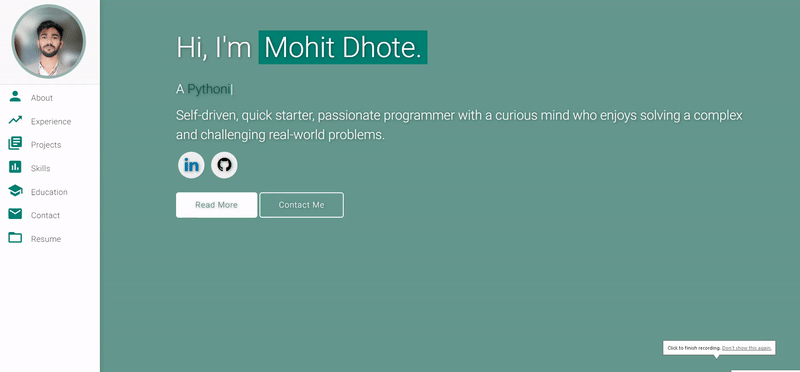 Hi, I'm Mohit Dhote.
A Pythoni|
Self-driven, quick starter, passionate programmer with a curious mind who enjoys solving a complex
and challenging real-world problems.
in
Read More
Contact Me
About
Experience
Projects
Skills
Education
Contact
Resume
Click to finish recording. Don't show this again.